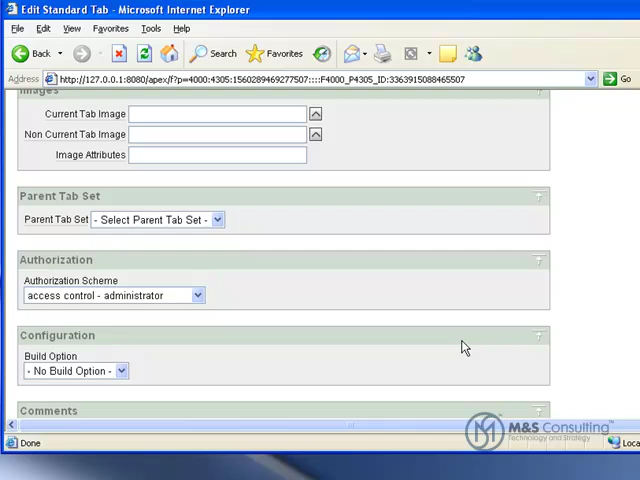 Edit Standard Tab - Microsoft Internet Explorer
File Edit View Favorites Tools Help
Back Search Favorites
Address http://127.0.0.1:8080/apex/f?p=4000:4305:1560289469277507::::F4000_P4305_ID:3363915088465507 Go
Images
Current Tab Image
Non Current Tab Image
Image Attributes
Parent Tab Set
Parent Tab Set - Select Parent Tab Set -
Authorization
Authorization Scheme
access control - administrator
Configuration
Build Option
- No Build Option -
Comments
M&S Consulting™
Technology and Strategy
Done Loca